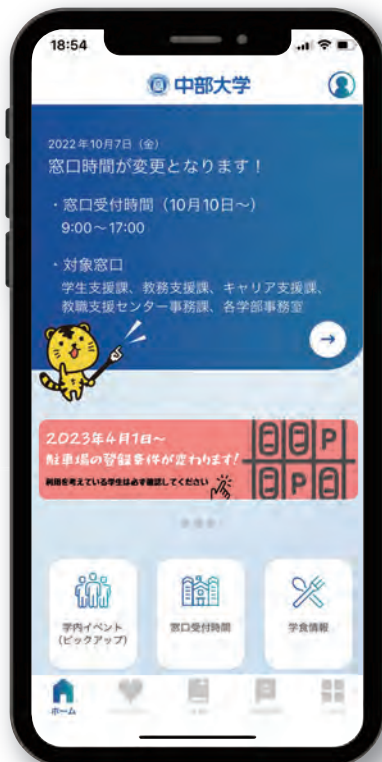 18:54
中部大学
2022年10月7日（金）
窓口時間が変更となります！
・窓口受付時間（10月10日～）
9:00～17:00
・対象窓口
学生支援課、教務支援課、キャリア支援課、
教職支援センター事務課、各学部事務室
2023年4月1日～
駐車場の登録条件が変わります!
利用を考えている学生は必ず確認してください
P
P
学内イベント
(ピックアップ)
窓口受付時間
学食情報
ホーム